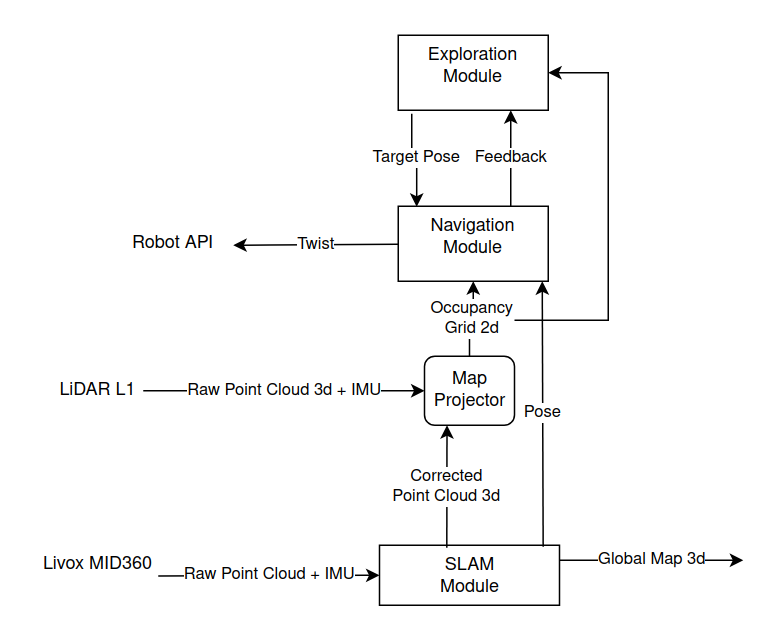 Exploration
Module
Target Pose
Feedback
Navigation
Module
Robot API
Twist
Occupancy
Grid 2d
LiDAR L1
Raw Point Cloud 3d + IMU
Map
Projector
Pose
Corrected
Point Cloud 3d
Livox MID360
Raw Point Cloud + IMU
SLAM
Module
Global Map 3d